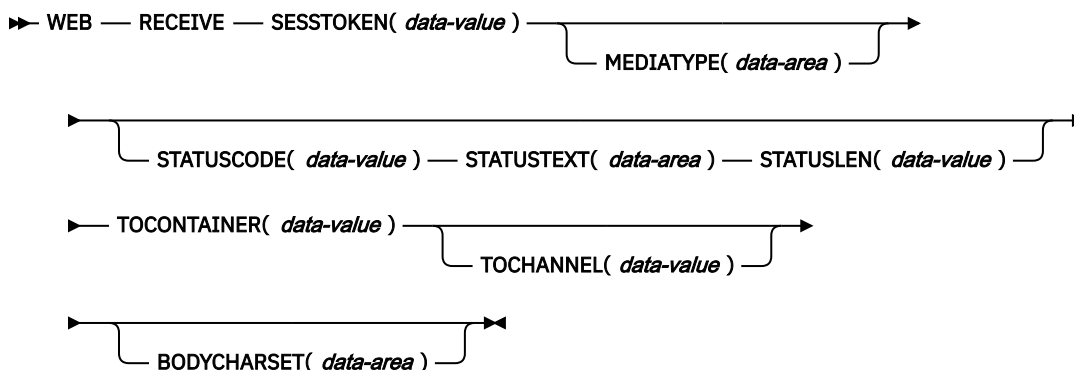 WEB RECEIVE SESSTOKEN( data-value )
MEDIATYPE( data-area )
STATUSCODE( data-value ) STATUSTEXT( data-area ) STATUSLEN( data-value )
TOCONTAINER( data-value )
TOCHANNEL( data-value )
BODYCHARSET( data-area )